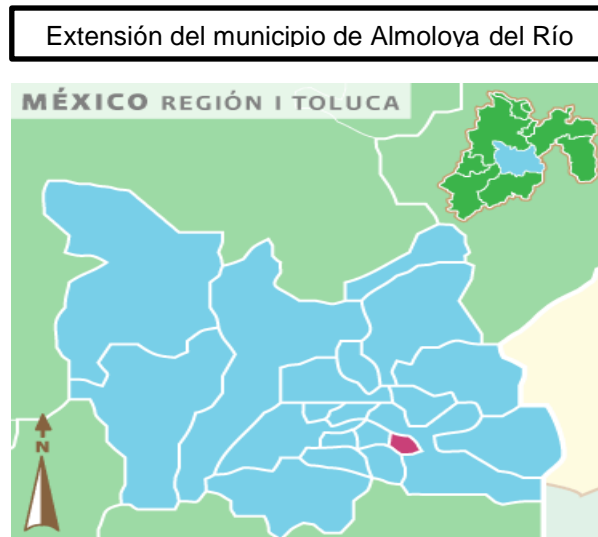 Extensión del municipio de Almoloya del Río
MÉXICO REGIÓN I TOLUCA
N